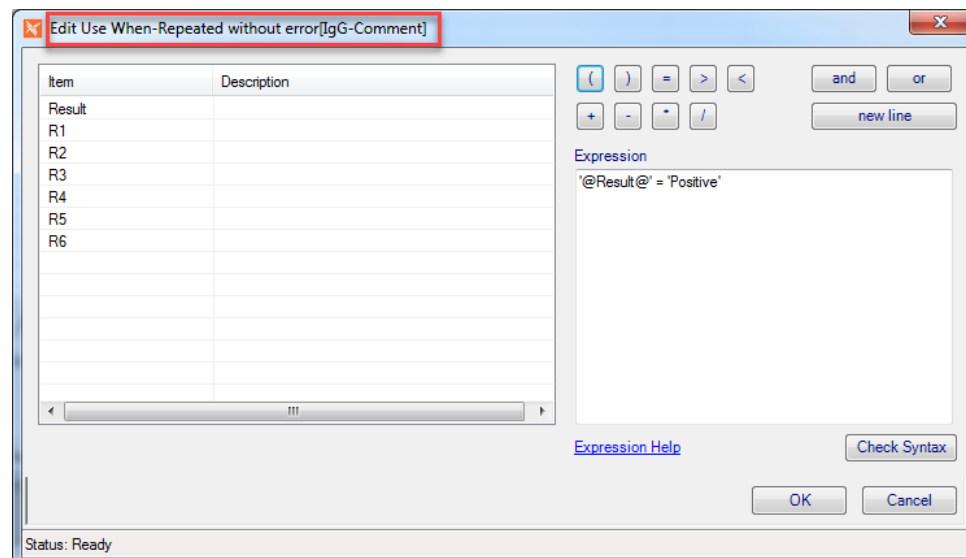 Edit Use When-Repeated without error[IgG-Comment]
x
Item Description
Result
R1
R2
R3
R4
R5
R6
( ) = > < and or
+ - * / new line
Expression
'@Result@' = 'Positive'
Expression Help
Check Syntax
OK Cancel
Status: Ready